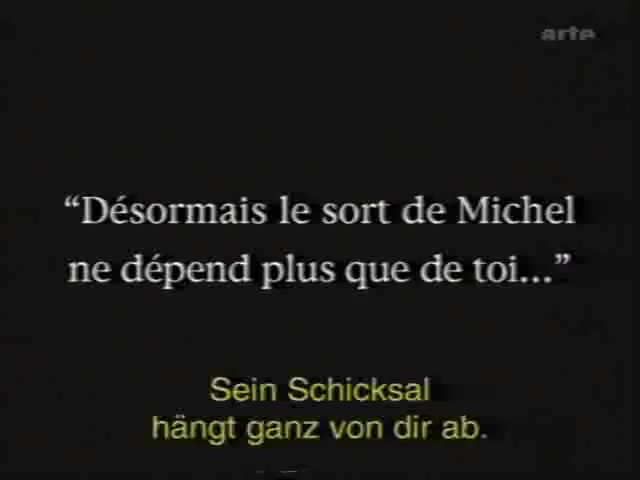 arte
“Désormais le sort de Michel
ne dépend plus que de toi...”
Sein Schicksal
hängt ganz von dir ab.